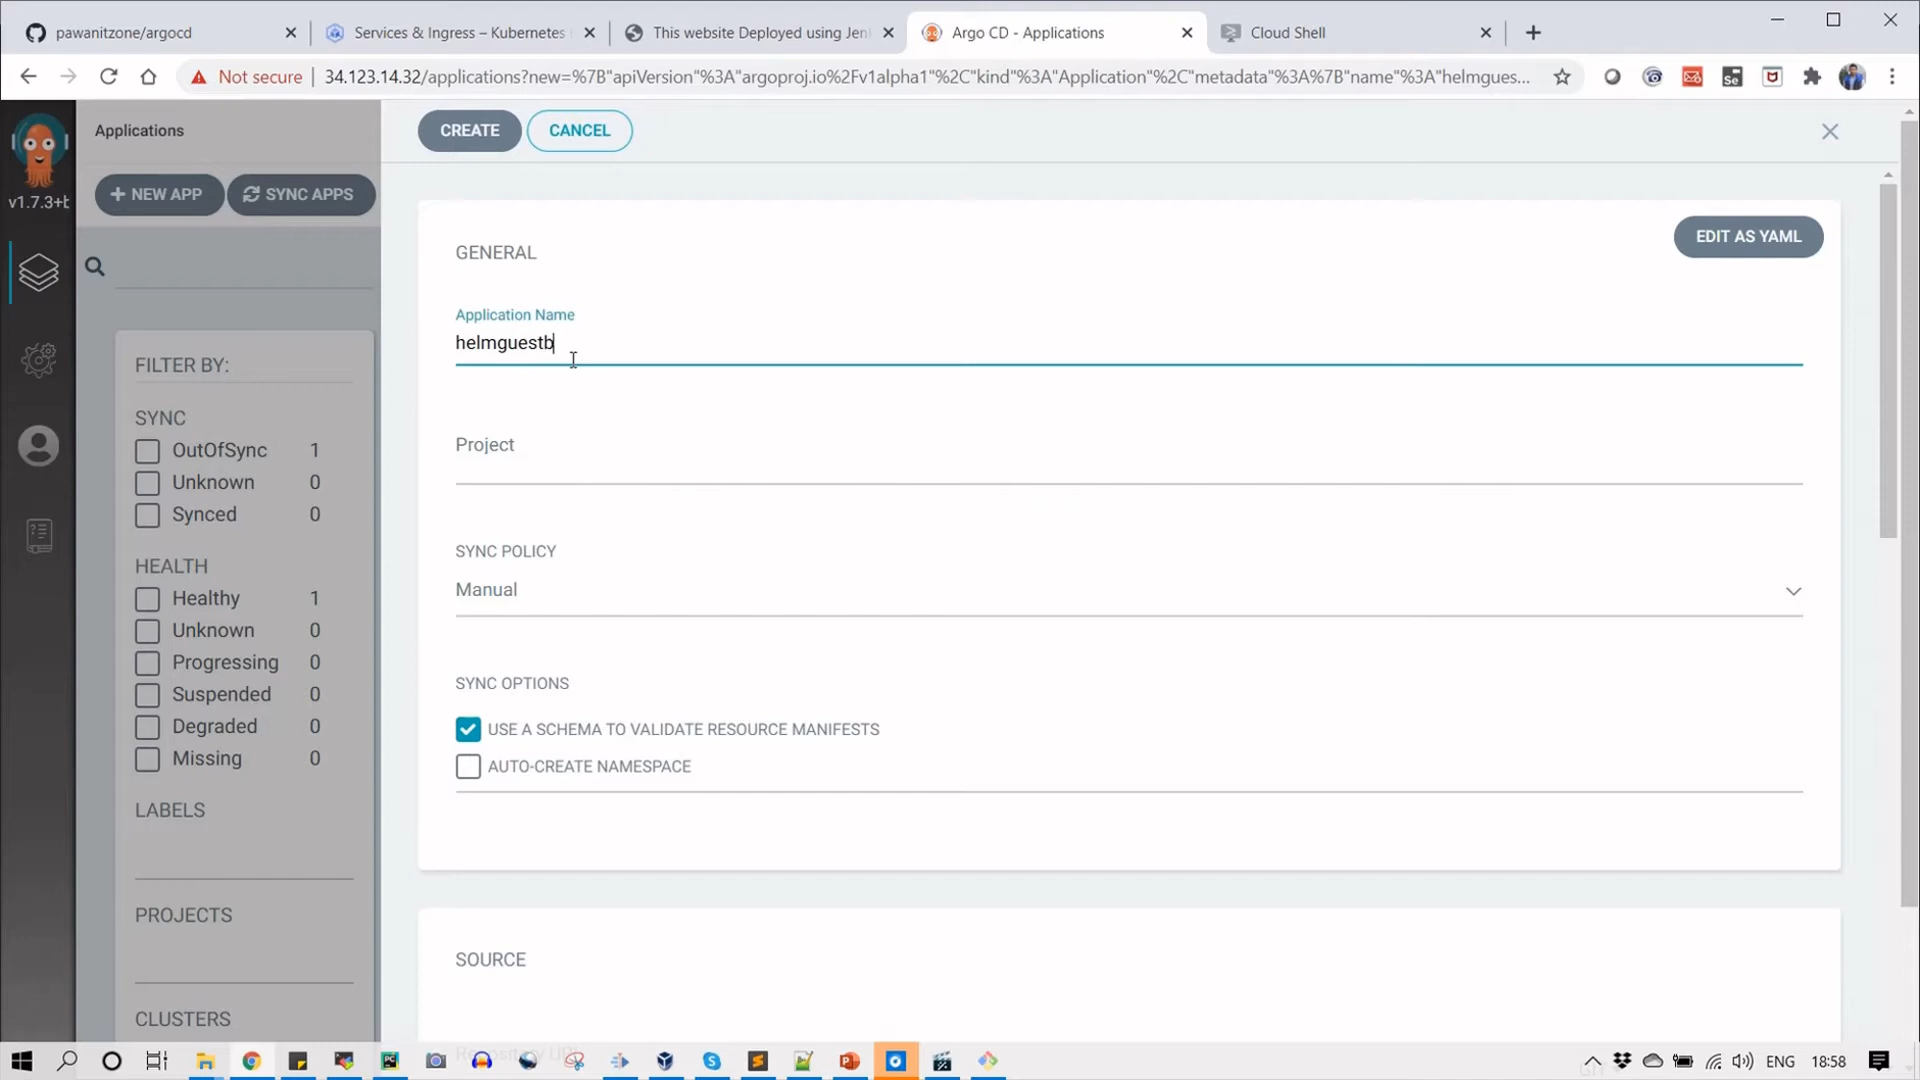 pawanitzone/argocd
Services & Ingress – Kubernetes
This website Deployed using Jen
Argo CD - Applications
Cloud Shell
Not secure
34.123.14.32/applications?new=%7B"apiVersion"%3A"argoproj.io%2Fv1alpha1"%2C"kind"%3A"Application"%2C"metadata"%3A%7B"name"%3A"helmgues...
Applications
CREATE
CANCEL
v1.7.3+b
NEW APP
SYNC APPS
GENERAL
EDIT AS YAML
Application Name
helmguestb
FILTER BY:
Project
SYNC
OutOfSync 1
Unknown 0
Synced 0
SYNC POLICY
Manual
HEALTH
Healthy 1
Unknown 0
Progressing 0
Suspended 0
Degraded 0
Missing 0
SYNC OPTIONS
USE A SCHEMA TO VALIDATE RESOURCE MANIFESTS
AUTO-CREATE NAMESPACE
LABELS
PROJECTS
SOURCE
CLUSTERS
Repository URL
ENG
18:58